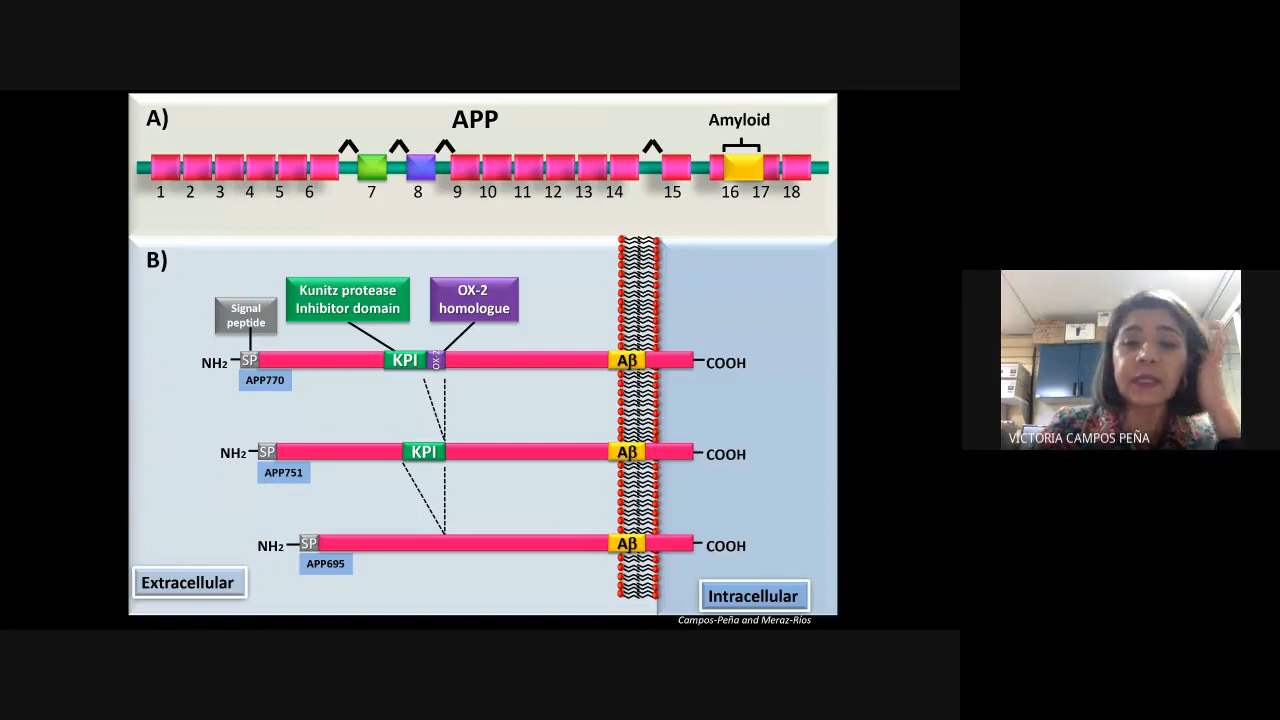 A)
APP
Amyloid
1 2 3 4 5 6 7 8 9 10 11 12 13 14 15 16 17 18
B)
Signal
peptide
Kunitz protease
Inhibitor domain
OX-2
homologue
NH2 SP KPI OX-2 Aβ COOH
APP770
NH2 SP KPI Aβ COOH
APP751
NH2 SP Aβ COOH
APP695
Extracellular
Intracellular
Campos-Peña and Meraz-Ríos
VICTORIA CAMPOS PEÑA